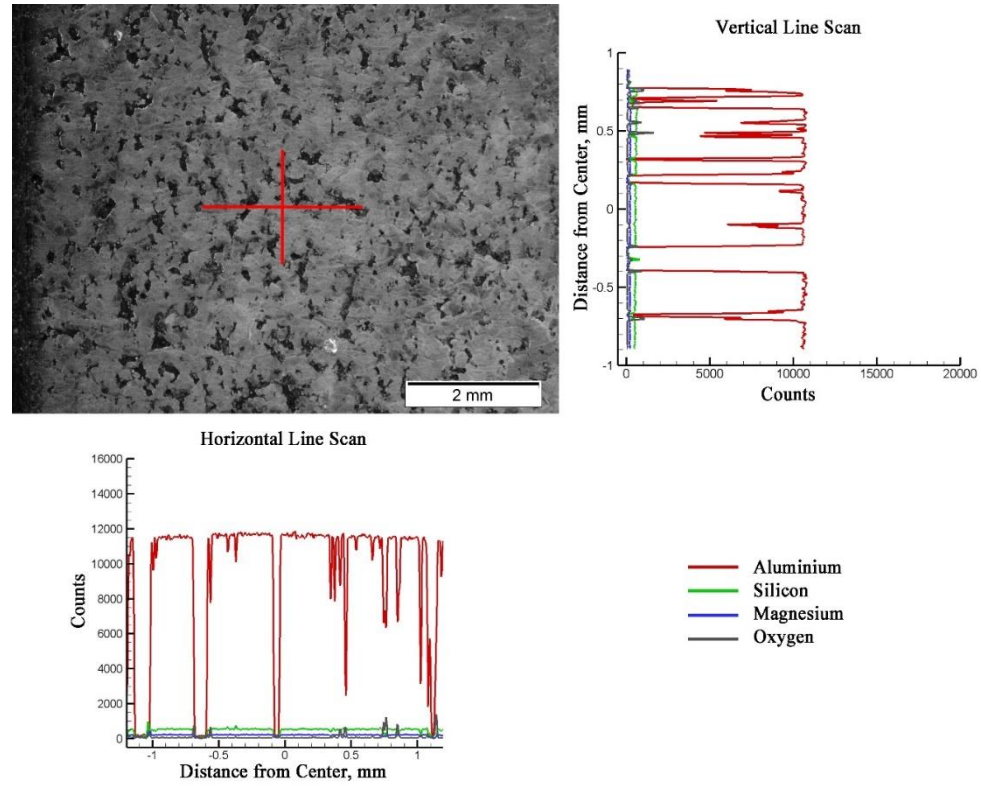 Vertical Line Scan
1
0.5
0
-0.5
-1
Distance from Center, mm
0 5000 10000 15000 20000
Counts
2 mm
Horizontal Line Scan
16000
14000
12000
10000
8000
6000
4000
2000
0
Counts
-1 -0.5 0 0.5 1
Distance from Center, mm
Aluminium
Silicon
Magnesium
Oxygen